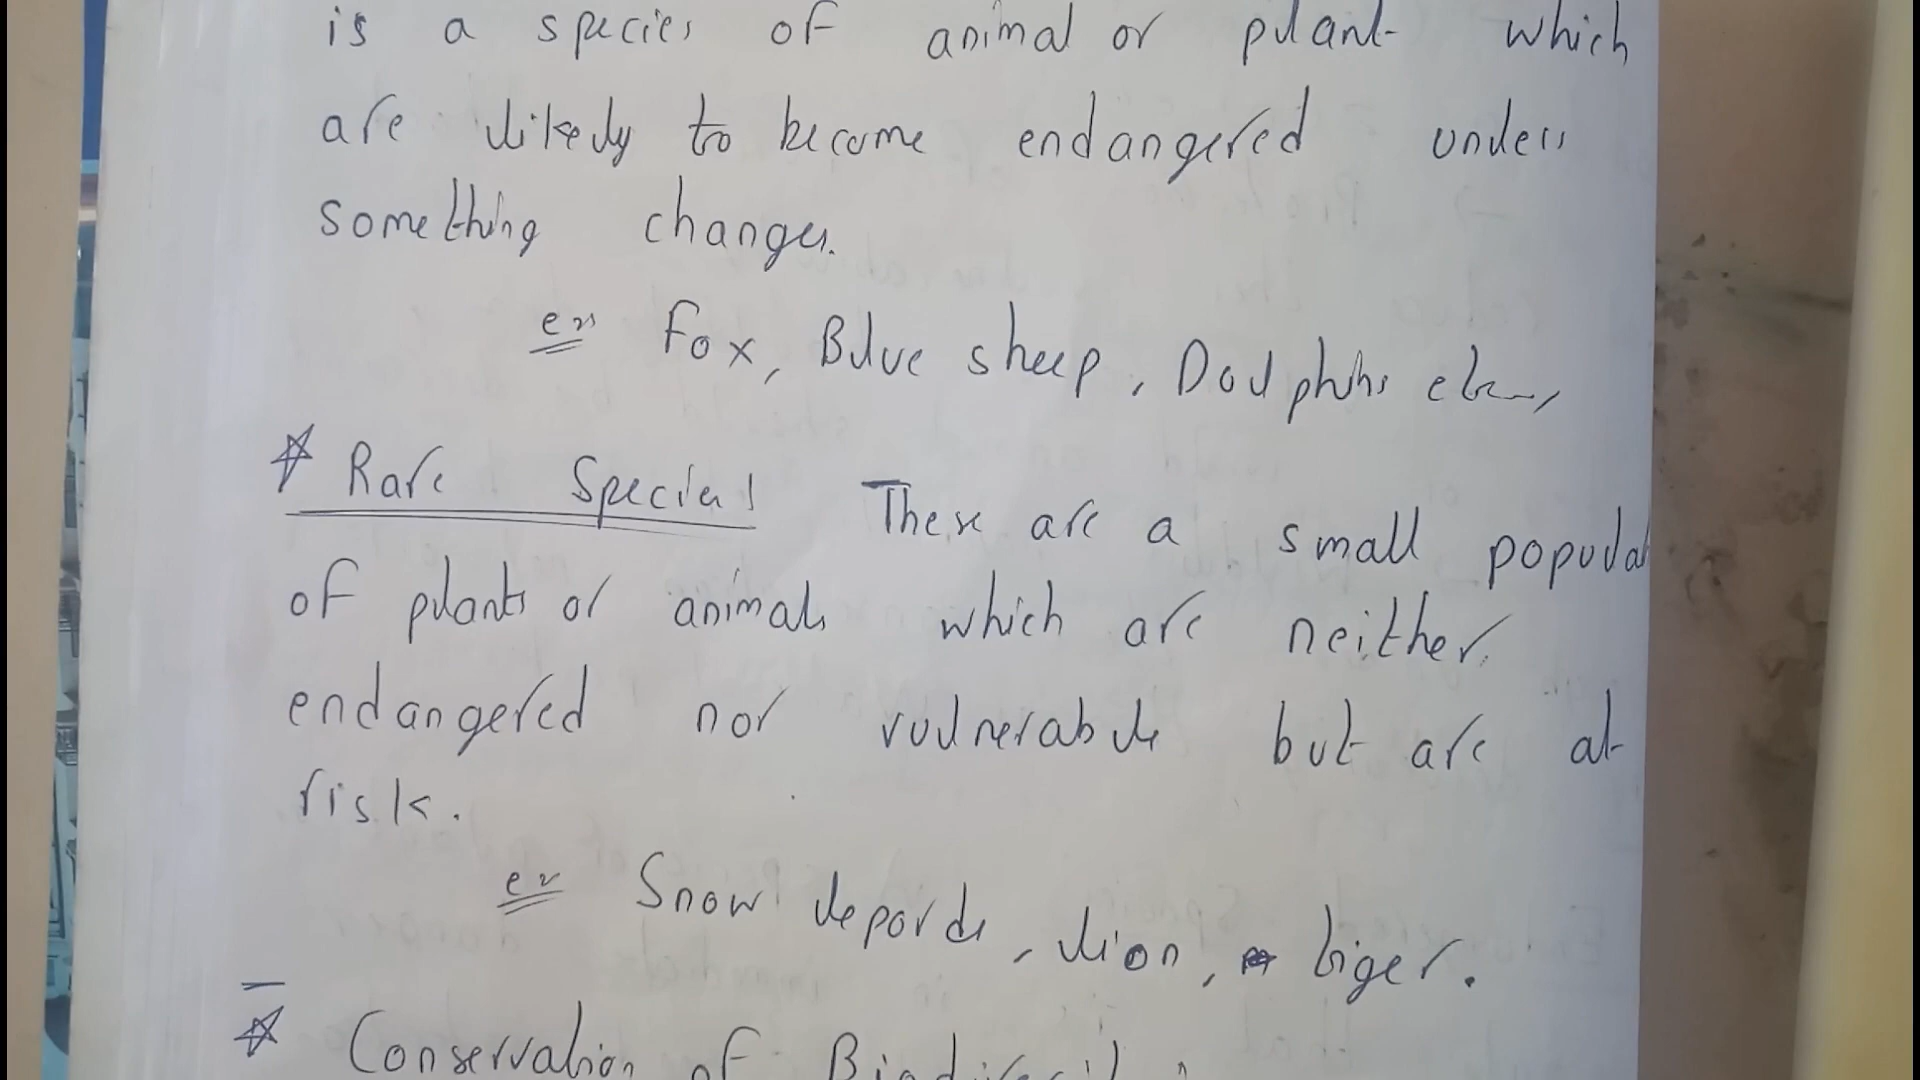 is a species of animal or plant which
are likely to become endangered under
something changes.
ex Fox, Blue sheep, Dolphins etc,
Rare Species These are a small popula
of plants or animals which are neither
endangered nor vulnerable but are at
risk.
ex Snow leopards, lion, tiger.
Conservation of Biodiversity